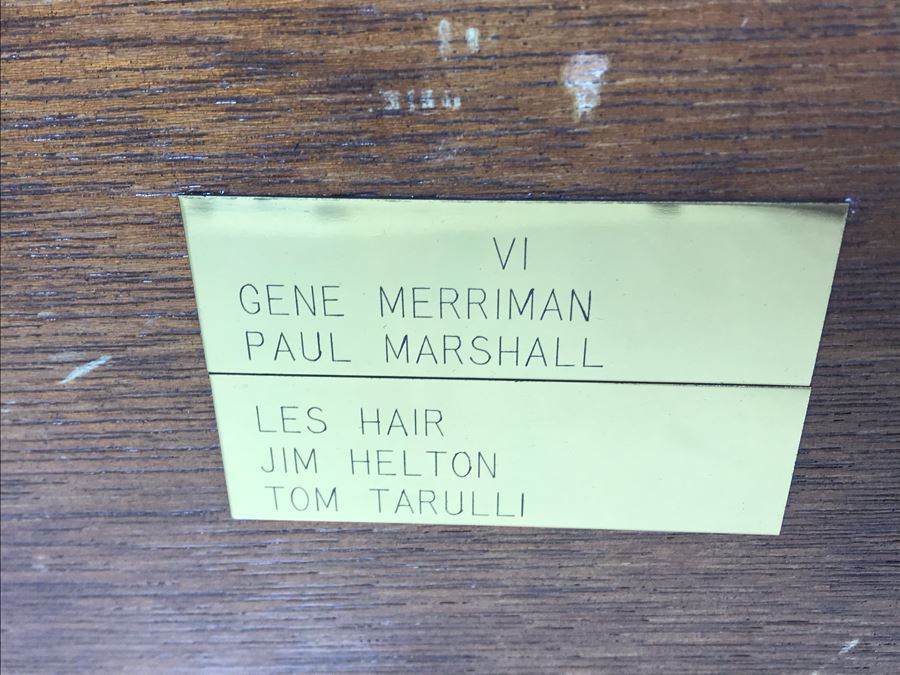 VI
GENE MERRIMAN
PAUL MARSHALL
LES HAIR
JIM HELTON
TOM TARULLI